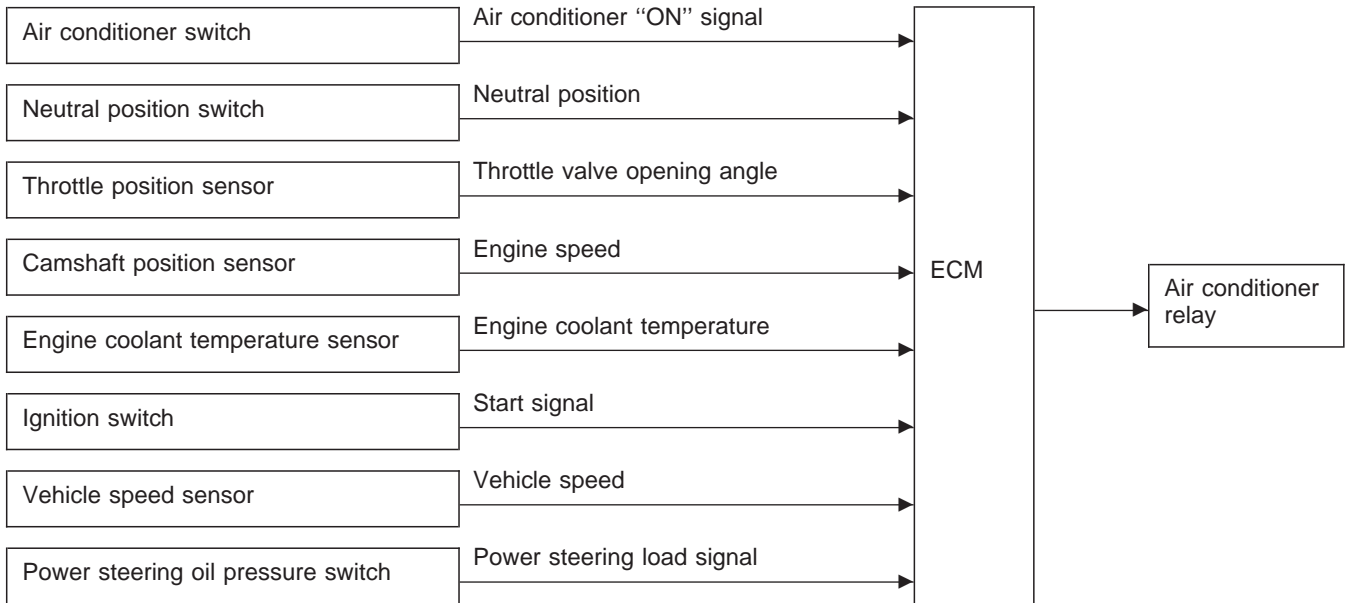 Air conditioner switch
Air conditioner ‘‘ON’’ signal
Neutral position switch
Neutral position
Throttle position sensor
Throttle valve opening angle
Camshaft position sensor
Engine speed
Engine coolant temperature sensor
Engine coolant temperature
Ignition switch
Start signal
Vehicle speed sensor
Vehicle speed
Power steering oil pressure switch
Power steering load signal
ECM
Air conditioner
relay